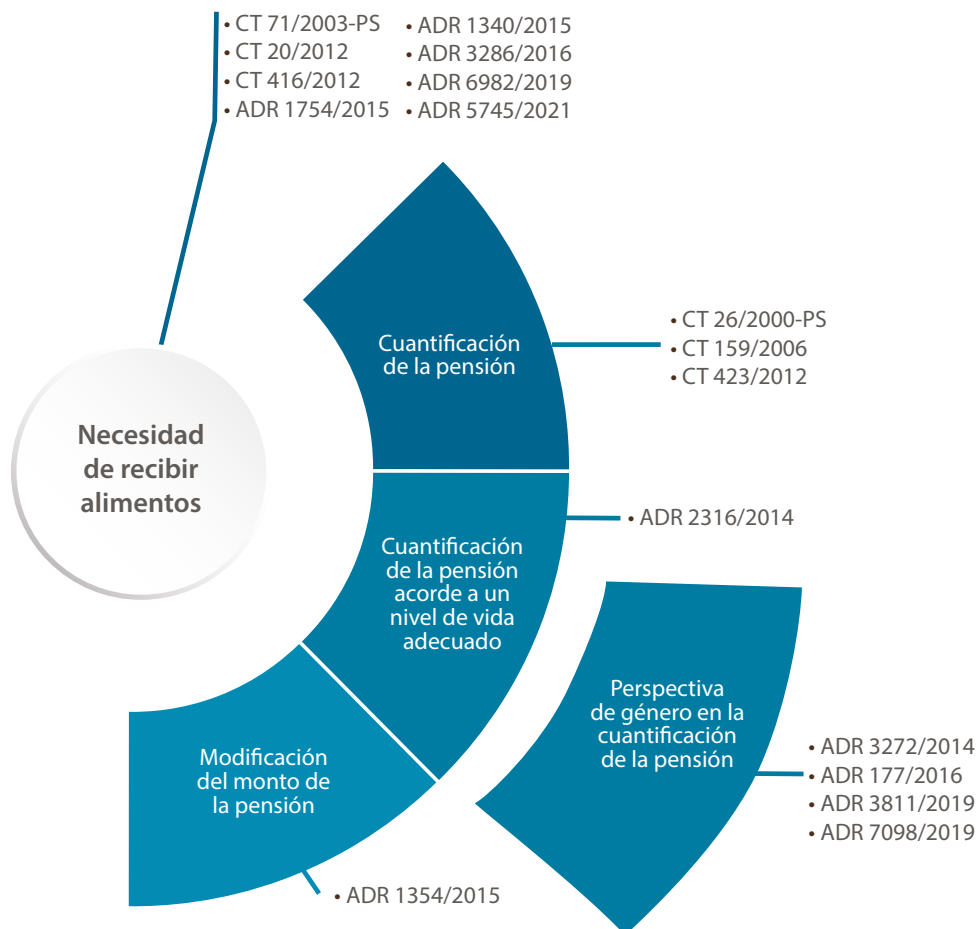 • CT 71/2003-PS
• CT 20/2012
• CT 416/2012
• ADR 1754/2015
• ADR 1340/2015
• ADR 3286/2016
• ADR 6982/2019
• ADR 5745/2021
Necesidad
de recibir
alimentos
Cuantificación
de la pensión
• CT 26/2000-PS
• CT 159/2006
• CT 423/2012
Cuantificación
de la pensión
acorde a un
nivel de vida
adecuado
• ADR 2316/2014
Perspectiva
de género en la
cuantificación
de la pensión
• ADR 3272/2014
• ADR 177/2016
• ADR 3811/2019
• ADR 7098/2019
Modificación
del monto de
la pensión
• ADR 1354/2015